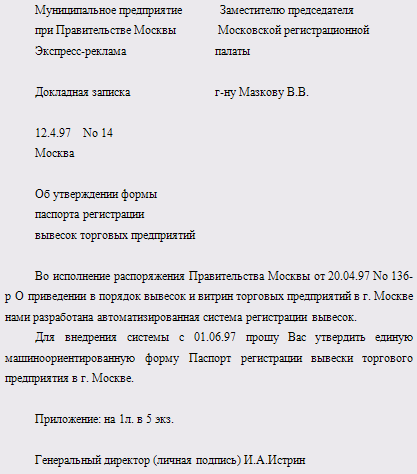 Муниципальное предприятие Заместителю председателя
при Правительстве Москвы Московской регистрационной
Экспресс-реклама палаты
Докладная записка г-ну Мазкову В.В.
12.4.97 No 14
Москва
Об утверждении формы
паспорта регистрации
вывесок торговых предприятий
Во исполнение распоряжения Правительства Москвы от 20.04.97 No 136-
р О приведении в порядок вывесок и витрин торговых предприятий в г. Москве
нами разработана автоматизированная система регистрации вывесок.
Для внедрения системы с 01.06.97 прошу Вас утвердить единую
машиноориентированную форму Паспорт регистрации вывески торгового
предприятия в г. Москве.
Приложение: на 1л. в 5 экз.
Генеральный директор (личная подпись) И.А.Истрин